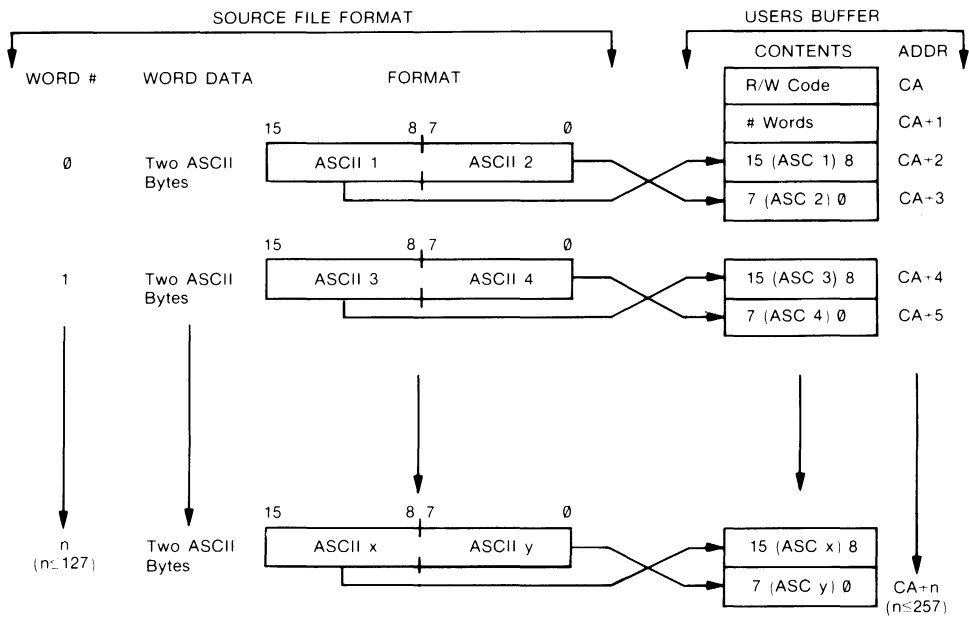 SOURCE FILE FORMAT
USERS BUFFER
CONTENTS ADDR
WORD # WORD DATA FORMAT
R/W Code CA
# Words CA+1
15 8 7 Ø
Ø Two ASCII Bytes
ASCII 1 ASCII 2
15 (ASC 1) 8 CA+2
7 (ASC 2) Ø CA+3
15 8 7 Ø
1 Two ASCII Bytes
ASCII 3 ASCII 4
15 (ASC 3) 8 CA+4
7 (ASC 4) Ø CA+5
15 8 7 Ø
n
(n≤127)
Two ASCII Bytes
ASCII x ASCII y
15 (ASC x) 8
7 (ASC y) Ø
CA+n
(n≤257)